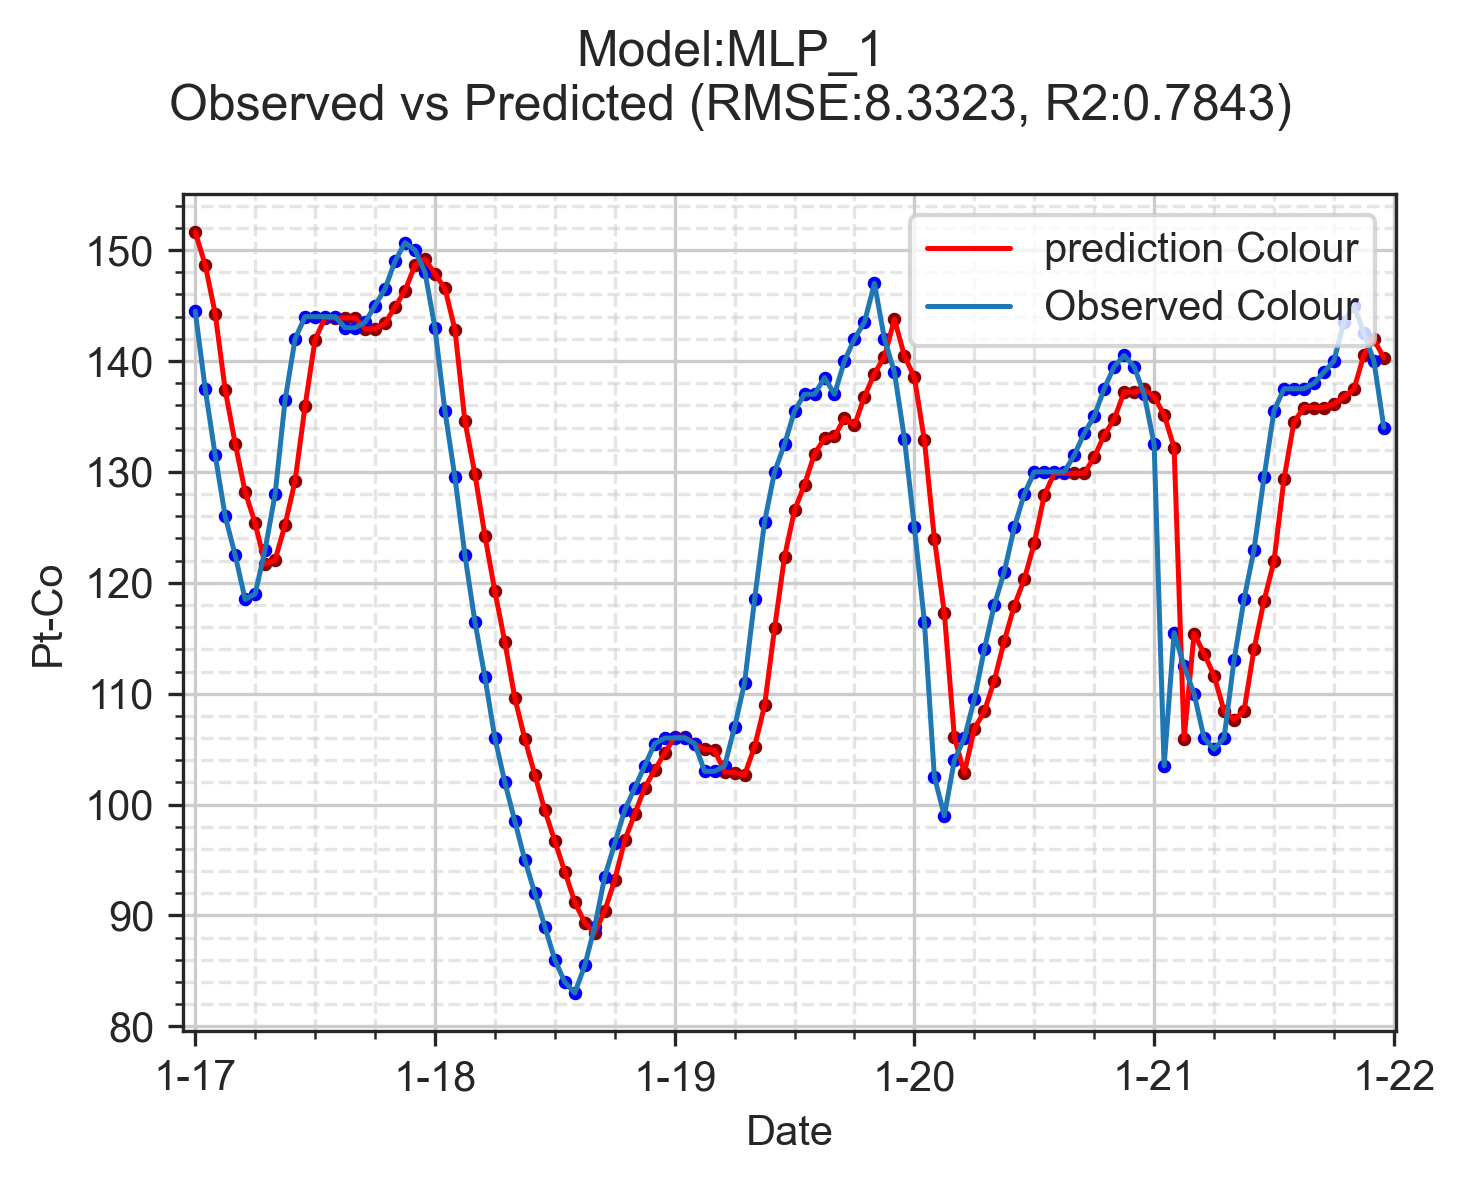 Model:MLP_1
Observed vs Predicted (RMSE:8.3323, R2:0.7843)
prediction Colour
Observed Colour
150
140
130
120
110
100
90
80
Pt-Co
1-17 1-18 1-19 1-20 1-21 1-22
Date